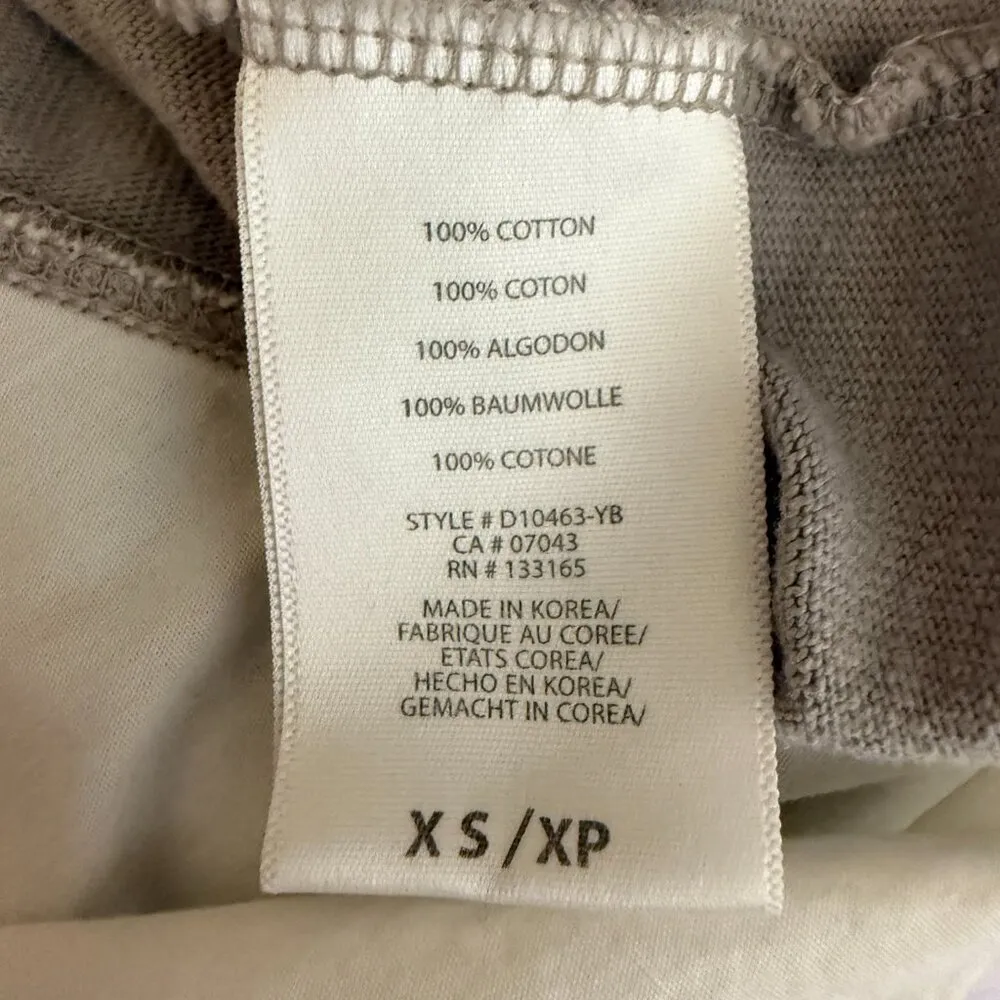 100% COTTON
100% COTON
100% ALGODON
100% BAUMWOLLE
100% COTONE
STYLE # D10463-YB
CA # 07043
RN # 133165
MADE IN KOREA/
FABRIQUE AU COREE/
ETATS COREA/
HECHO EN KOREA/
GEMACHT IN COREA/
X S / XP